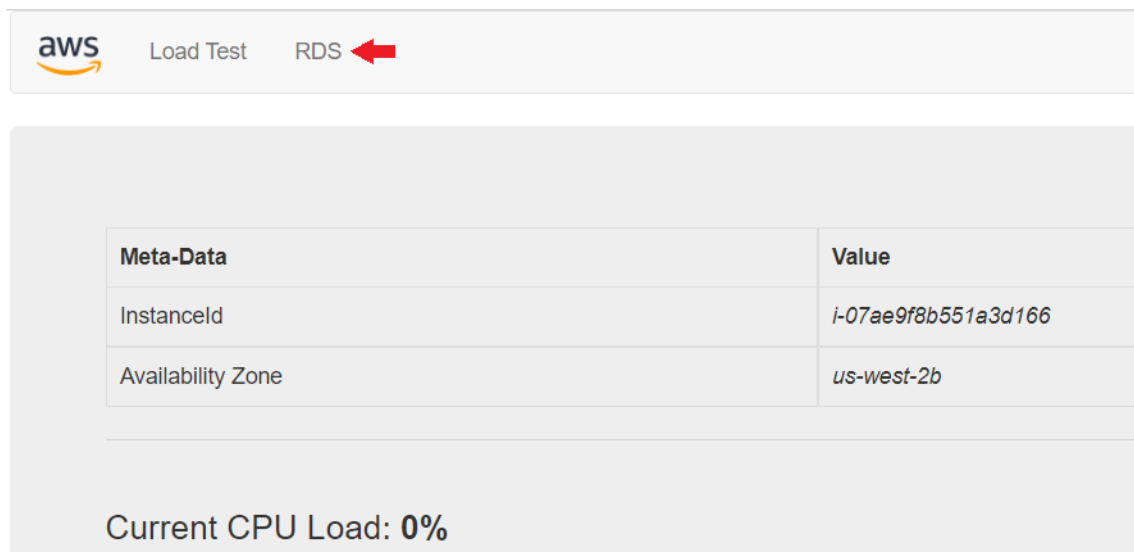 aws Load Test RDS
Meta-Data Value
InstanceId i-07ae9f8b551a3d166
Availability Zone us-west-2b
Current CPU Load: 0%